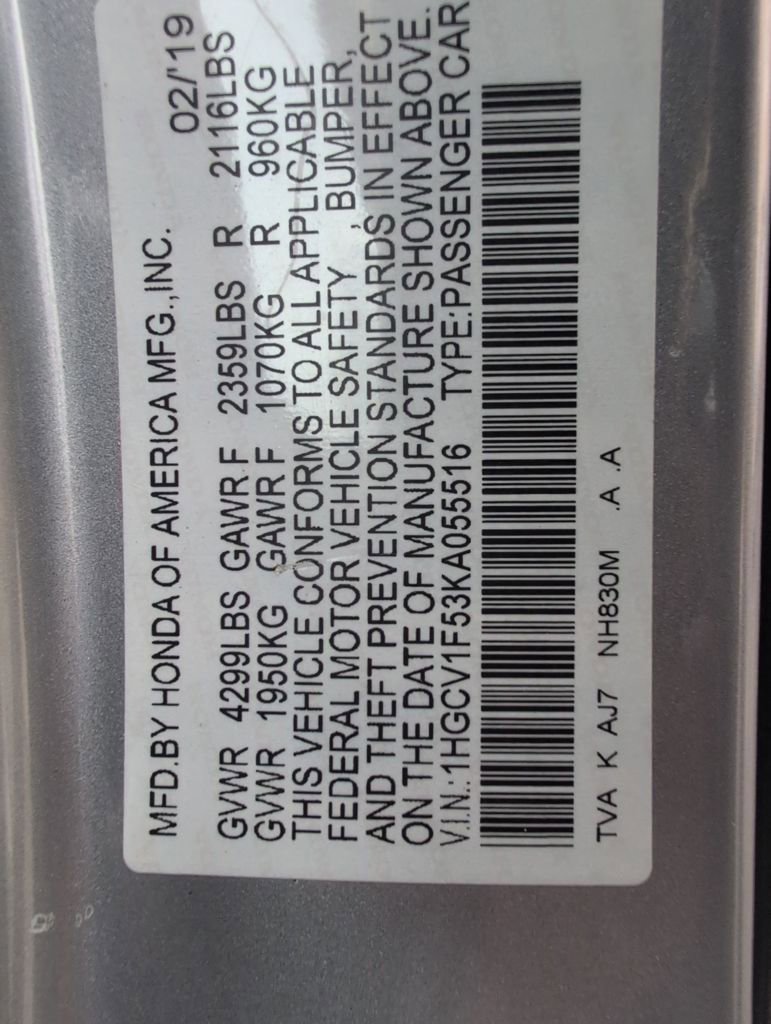 MFD.BY HONDA OF AMERICA MFG.,INC.
02/'19
GVWR 4299LBS GAWR F 2359LBS R 2116LBS
GVWR 1950KG GAWR F 1070KG R 960KG
THIS VEHICLE CONFORMS TO ALL APPLICABLE
FEDERAL MOTOR VEHICLE SAFETY , BUMPER,
AND THEFT PREVENTION STANDARDS IN EFFECT
ON THE DATE OF MANUFACTURE SHOWN ABOVE.
V.I.N.:1HGCV1F53KA055516 TYPE:PASSENGER CAR
TVA K AJ7 NH830M .A .A